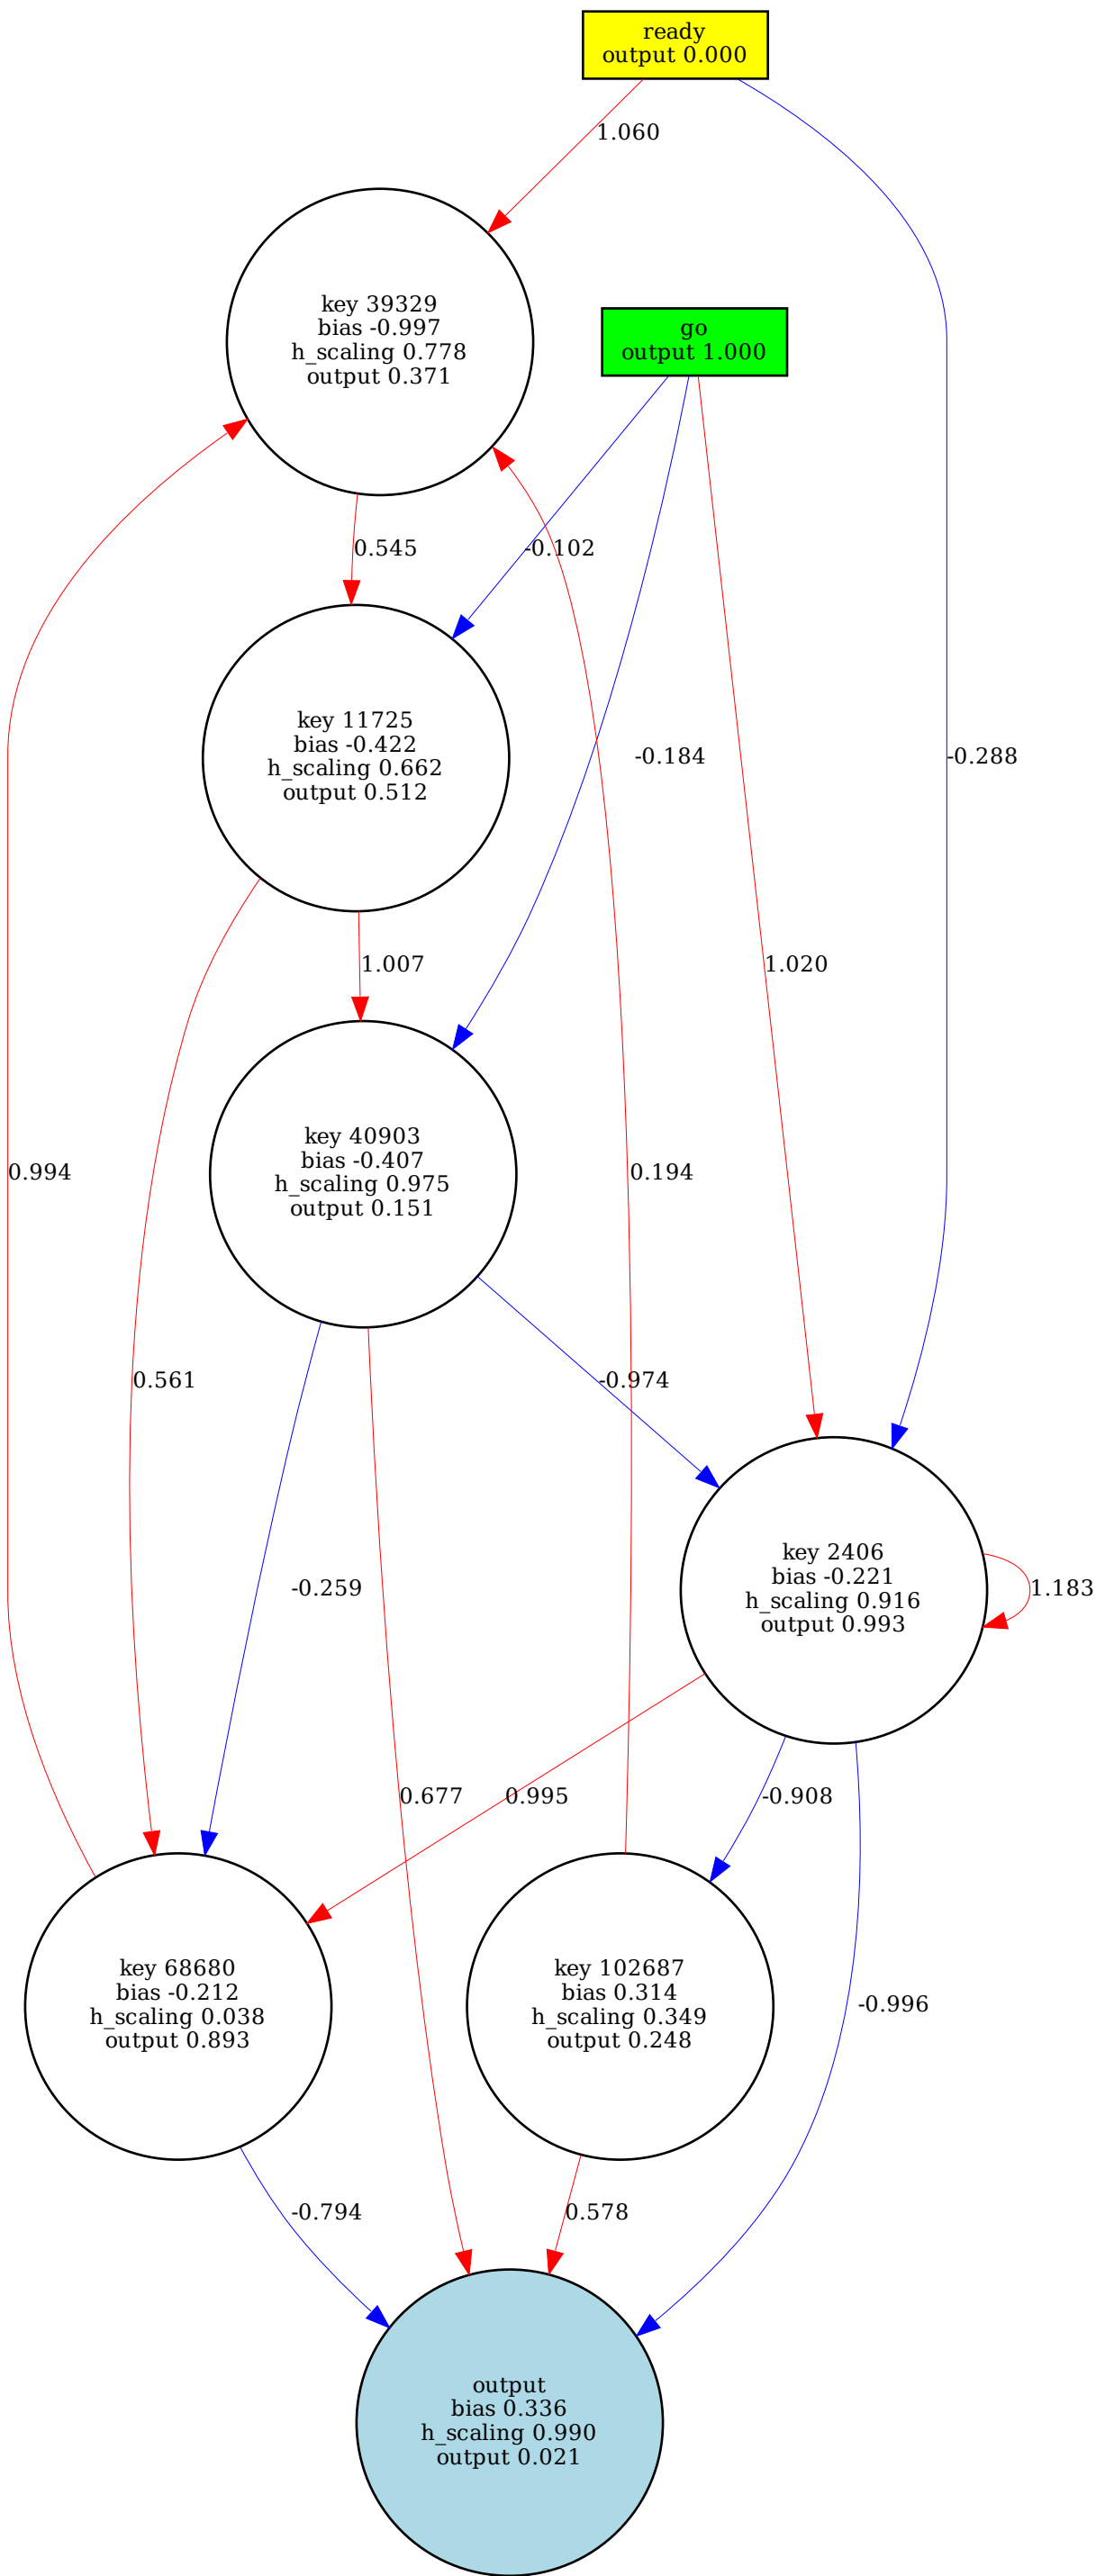 ready
output 0.000
1.060
key 39329
bias -0.997
h_scaling 0.778
output 0.371
go
output 1.000
0.545
-0.102
key 11725
bias -0.422
h_scaling 0.662
output 0.512
-0.184
-0.288
1.007
1.020
key 40903
bias -0.407
h_scaling 0.975
output 0.151
0.994
0.194
0.561
-0.974
key 2406
bias -0.221
h_scaling 0.916
output 0.993
-0.259
1.183
0.677
0.995
-0.908
key 68680
bias -0.212
h_scaling 0.038
output 0.893
key 102687
bias 0.314
h_scaling 0.349
output 0.248
-0.996
-0.794
0.578
output
bias 0.336
h_scaling 0.990
output 0.021